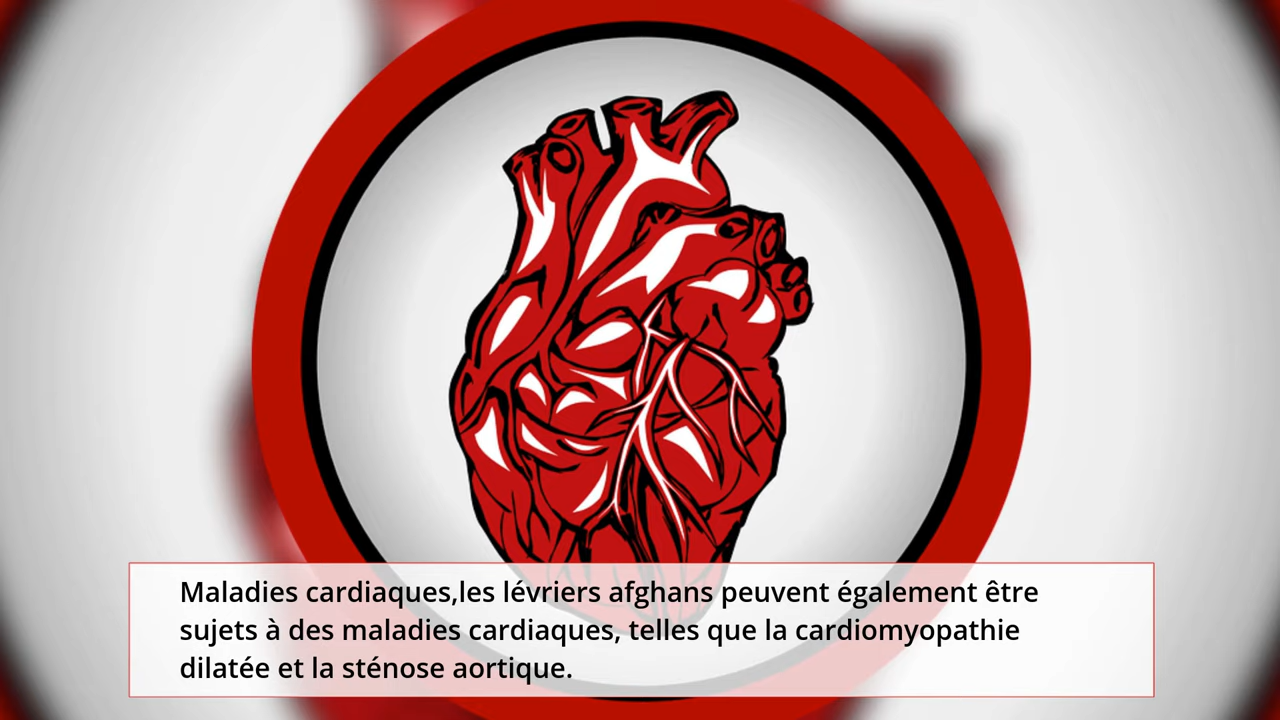 Maladies cardiaques,les lévriers afghans peuvent également être
sujets à des maladies cardiaques, telles que la cardiomyopathie
dilatée et la sténose aortique.